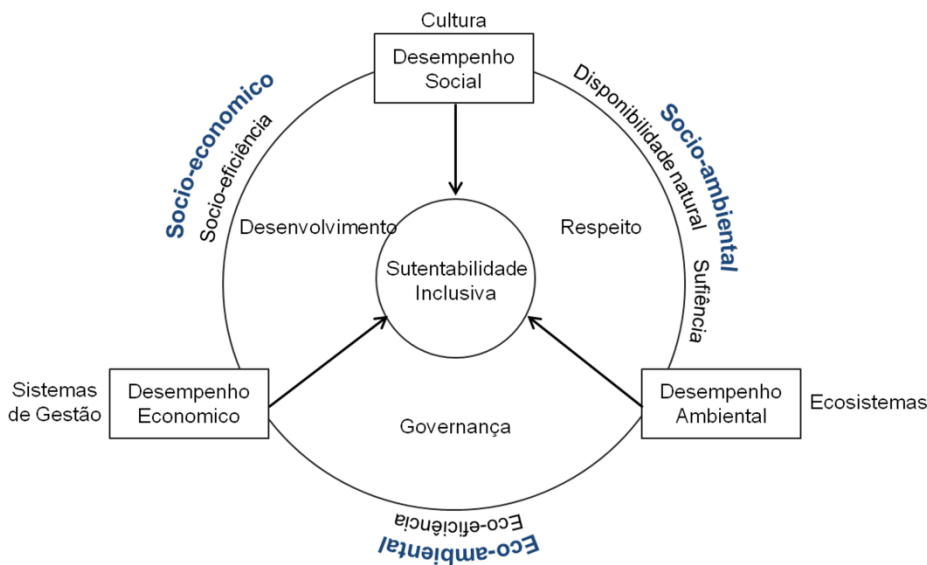 Cultura
Desempenho
Social
Socio-economico
Socio-eficiência
Disponibilidade natural
Socio-ambiental
Sufiência
Desenvolvimento
Respeito
Sutentabilidade
Inclusiva
Sistemas
de Gestão
Desempenho
Economico
Desempenho
Ambiental
Ecosistemas
Governança
Eco-eficiência
Eco-ambiental